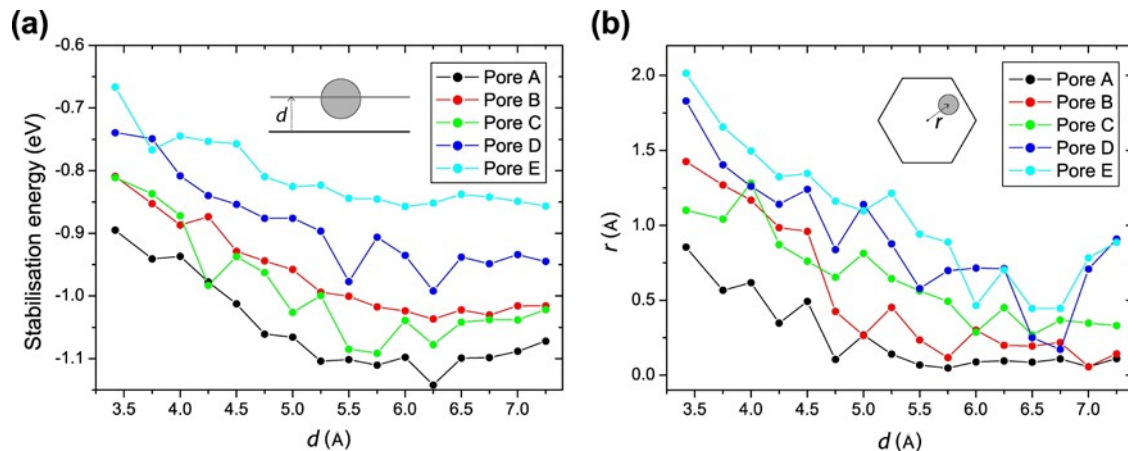 (a)
-0.6
-0.7
-0.8
-0.9
-1.0
-1.1
Stabilisation energy (eV)
d
Pore A
Pore B
Pore C
Pore D
Pore E
3.5 4.0 4.5 5.0 5.5 6.0 6.5 7.0
d (A)
(b)
2.0
1.5
1.0
0.5
0.0
r (A)
r
Pore A
Pore B
Pore C
Pore D
Pore E
3.5 4.0 4.5 5.0 5.5 6.0 6.5 7.0
d (A)